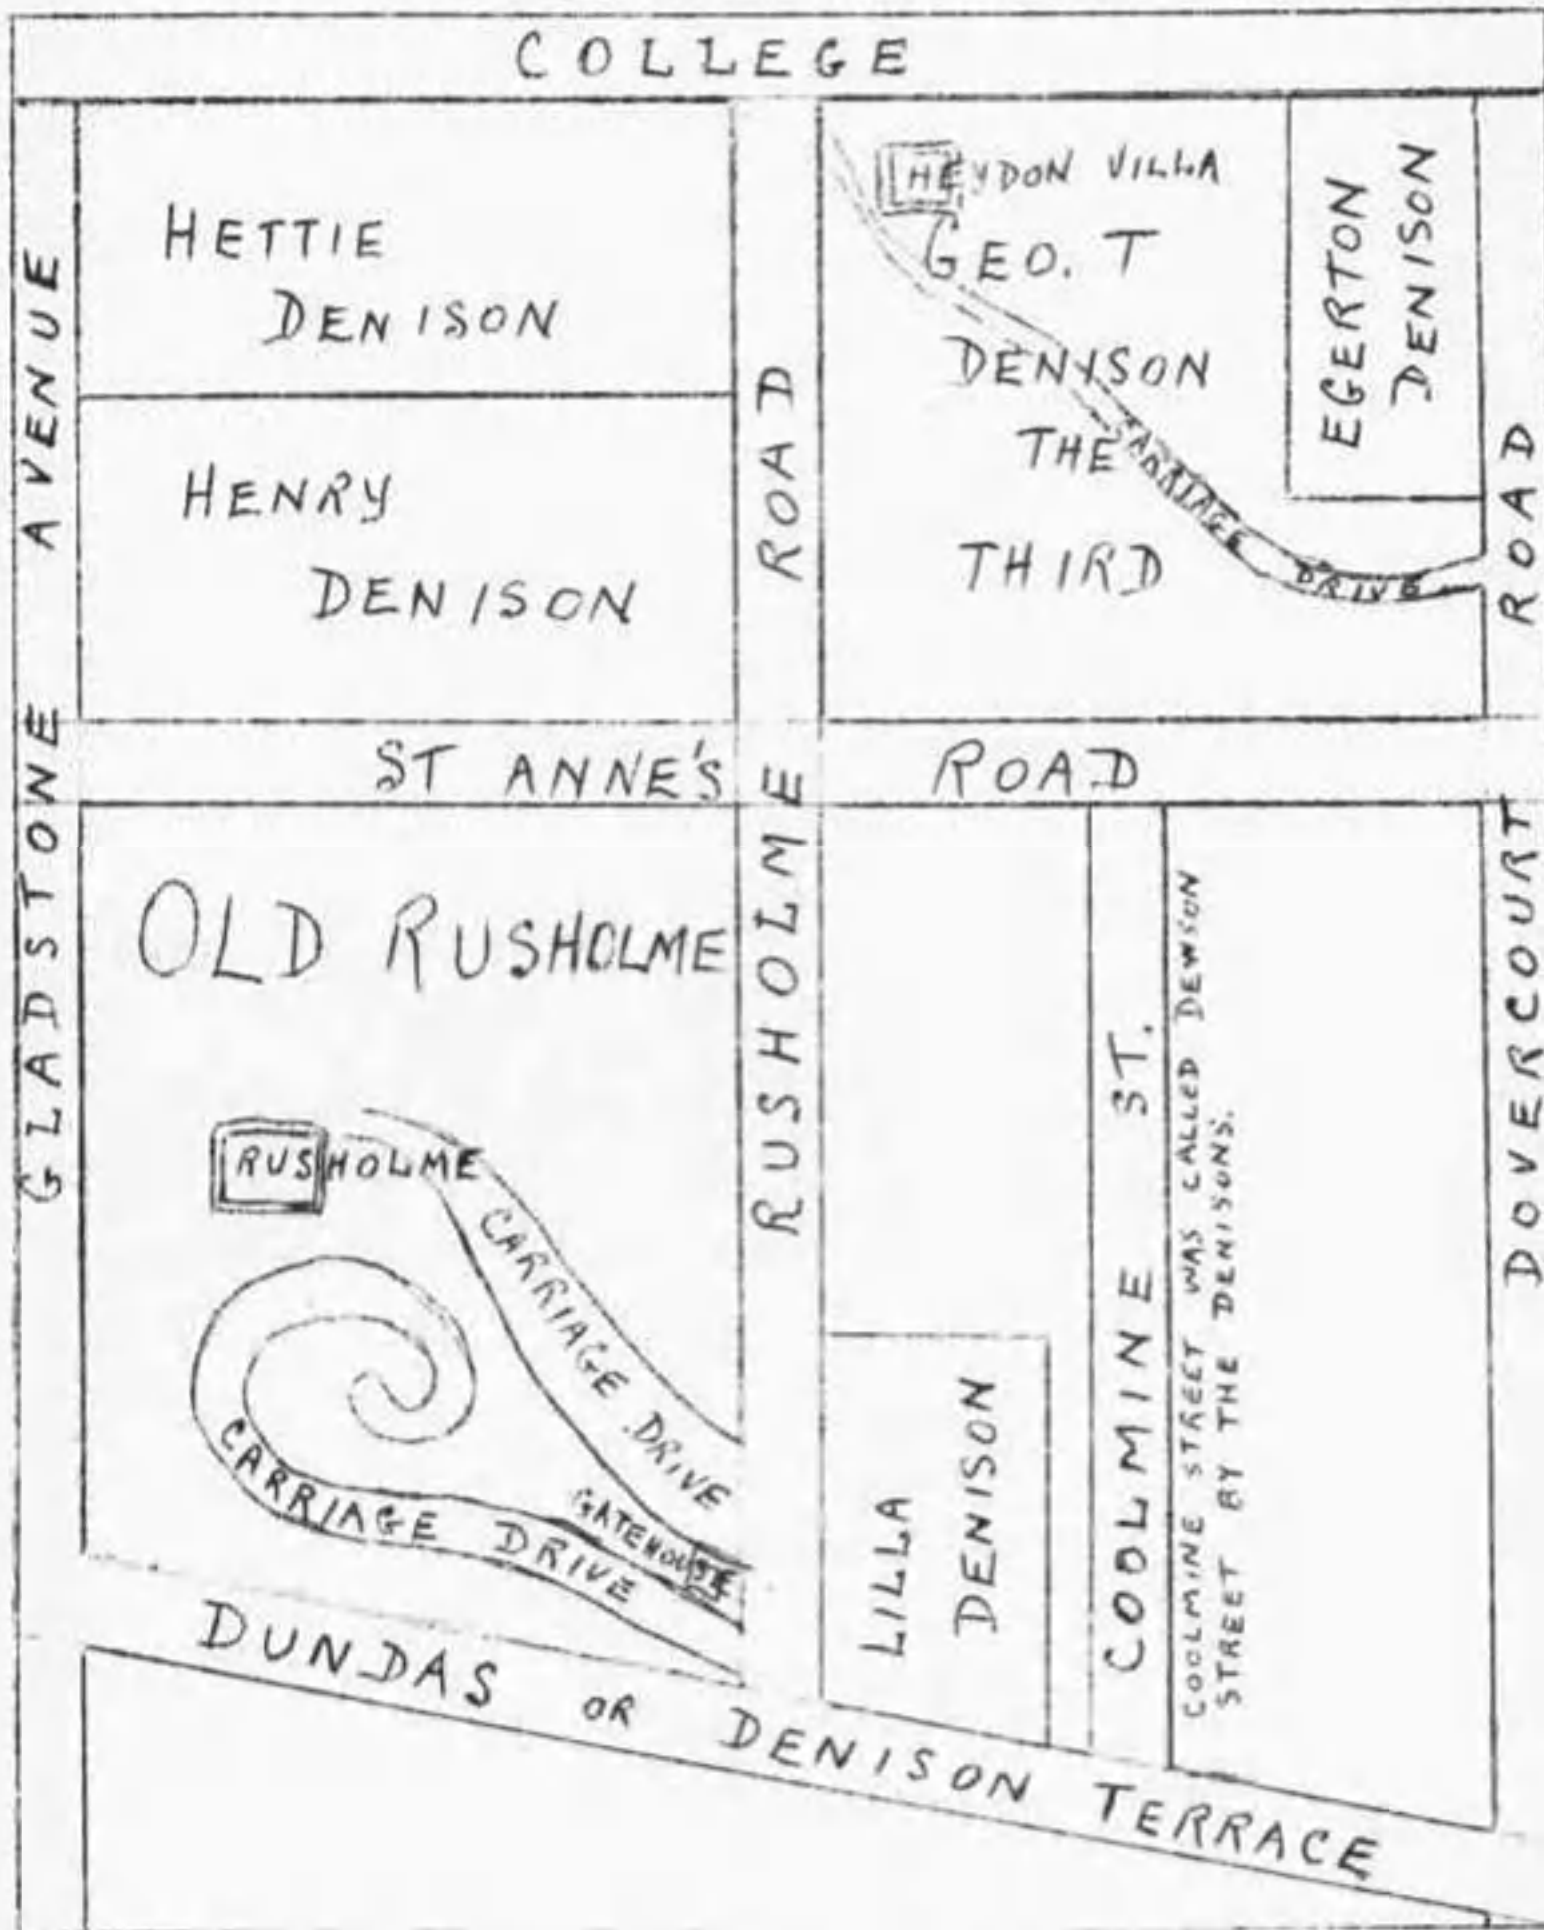 COLLEGE
HETTIE
DENISON
HENRY
DENISON
HEYDON VILLA
GEO. T
DENISON
THE
THIRD
CARRIAGE DRIVE
EGERTON
DENISON
GLADSTONE AVENUE
RUSHOLME ROAD
DOVERCOURT ROAD
ST ANNE'S ROAD
OLD RUSHOLME
RUSHOLME
CARRIAGE DRIVE
CARRIAGE DRIVE
GATEHOUSE
LILLA
DENISON
COOLMINE ST.
COOLMINE STREET WAS CALLED DEWSON
STREET BY THE DENISONS.
DUNDAS OR DENISON TERRACE